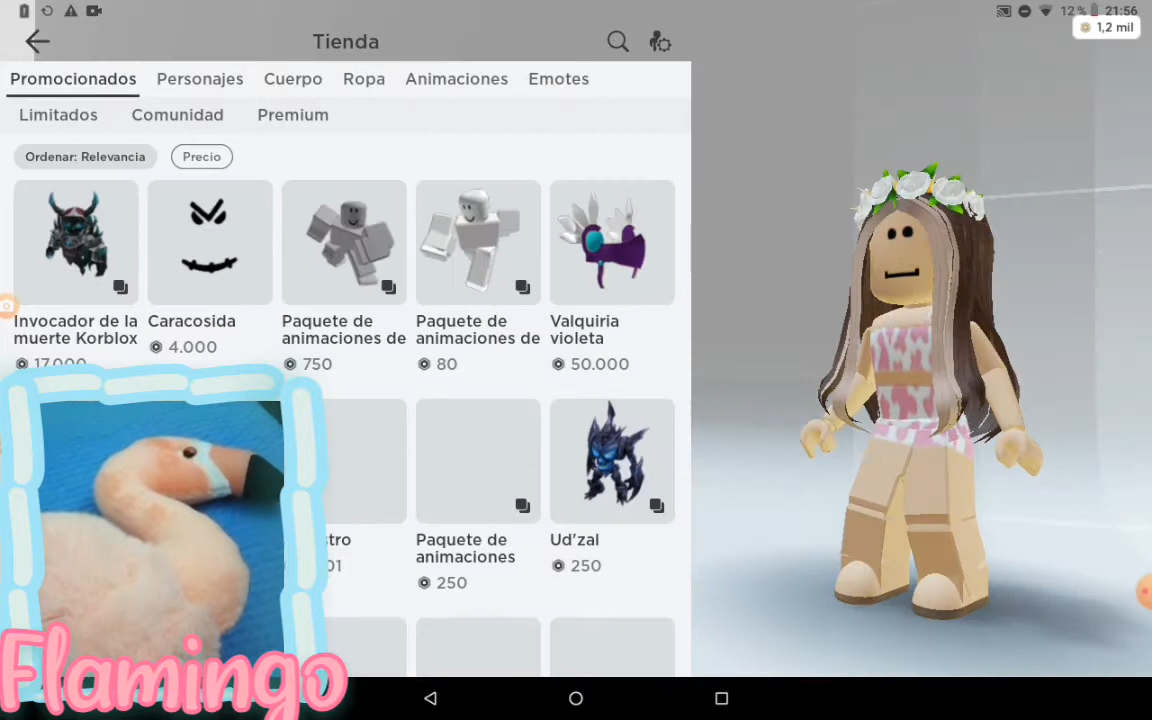 12% 21:56
Tienda
1,2 mil
Promocionados Personajes Cuerpo Ropa Animaciones Emotes
Limitados Comunidad Premium
Ordenar: Relevancia Precio
Invocador de la muerte Korblox
17.000
Caracosida
4.000
Paquete de animaciones de
750
Paquete de animaciones de
80
Valquiria violeta
50.000
Paquete de animaciones
250
Ud'zal
250
Flamingo